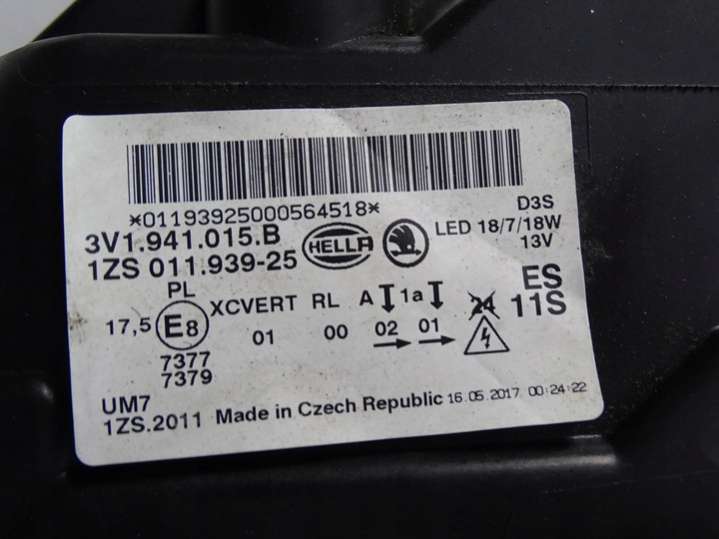 *01193925000564518*
D3S
3V1.941.015.B HELLA LED 18/7/18W
1ZS 011.939-25 13V
PL ES
17,5 E8 XCVERT RL A 1a 24 11S
01 00 02 01
7377
7379
UM7
1ZS.2011 Made in Czech Republic 16.05.2017 00:24:22